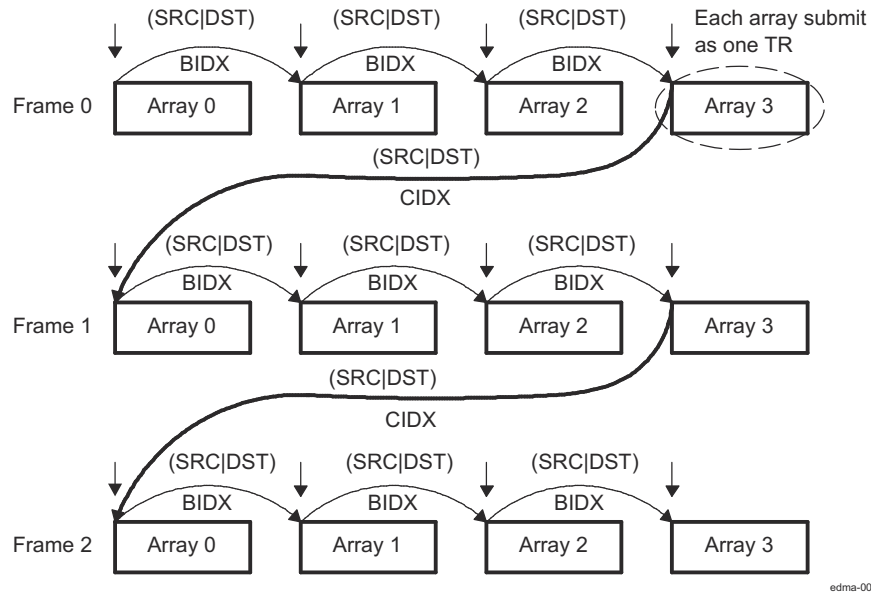 (SRC|DST) (SRC|DST) (SRC|DST) Each array submit
as one TR
BIDX BIDX BIDX
Frame 0 Array 0 Array 1 Array 2 Array 3
(SRC|DST)
CIDX
(SRC|DST) (SRC|DST) (SRC|DST)
BIDX BIDX BIDX
Frame 1 Array 0 Array 1 Array 2 Array 3
(SRC|DST)
CIDX
(SRC|DST) (SRC|DST) (SRC|DST)
BIDX BIDX BIDX
Frame 2 Array 0 Array 1 Array 2 Array 3
edma-00